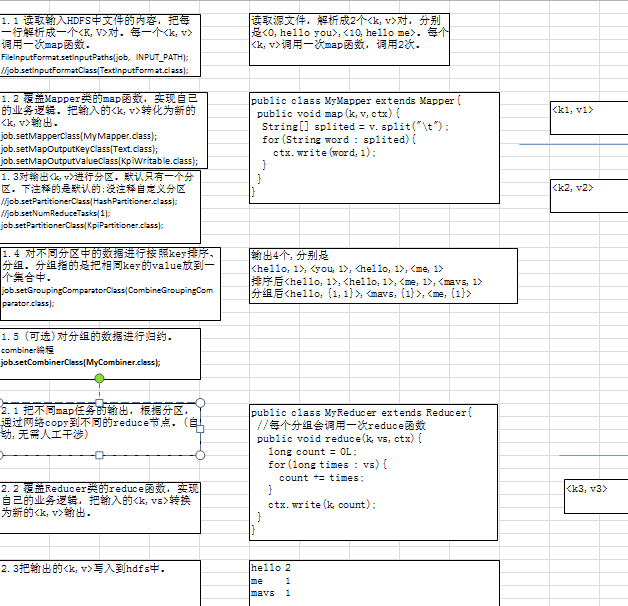 1.1 读取输入HDFS中文件的内容，把每
一行解析成一个<K,V>对。每一个<k,v>
调用一次map函数。
FileInputFormat.setInputPaths(job, INPUT_PATH);
//job.setInputFormatClass(TextInputFormat.class);
读取源文件，解析成2个<k,v>对，分别
是<0,hello you>,<10,hello me>。每个
<k,v>调用一次map函数，调用2次。
1.2 覆盖Mapper类的map函数，实现自己
的业务逻辑。把输入的<k,v>转化为新的
<k,v>输出。
job.setMapperClass(MyMapper.class);
job.setMapOutputKeyClass(Text.class);
job.setMapOutputValueClass(KpiWritable.class);
public class MyMapper extends Mapper{
public void map(k,v,ctx){
String[] splited = v.split("\t");
for(String word : splited){
ctx.write(word,1);
}
}
}
<k1, v1>
1.3对输出<k,v>进行分区。默认只有一个分
区。下注释的是默认的;没注释自定义分区
//job.setPartitionerClass(HashPartitioner.class);
//job.setNumReduceTasks(1);
job.setPartitionerClass(KpiPartitioner.class);
<k2, v2>
1.4 对不同分区中的数据进行按照key排序、
分组。分组指的是把相同key的value放到一
个集合中。
job.setGroupingComparatorClass(CombineGroupingCom
parator.class);
输出4个,分别是
<hello,1>,<you,1>,<hello,1>,<me,1>
排序后<hello,1>,<hello,1>,<me,1>,<mavs,1>
分组后<hello,{1,1}>,<mavs,{1}>,<me,{1}>
1.5 (可选)对分组的数据进行归约。
combiner编程
job.setCombinerClass(MyCombiner.class);
2.1 把不同map任务的输出，根据分区，
通过网络copy到不同的reduce节点。(自
动,无需人工干涉)
public class MyReducer extends Reducer{
//每个分组会调用一次reduce函数
public void reduce(k,vs,ctx){
long count = 0L;
for(long times : vs){
count += times;
}
ctx.write(k,count);
}
}
2.2 覆盖Reducer类的reduce函数，实现
自己的业务逻辑，把输入的<k,vs>转换
为新的<k,v>输出。
<k3, v3>
2.3把输出的<k,v>写入到hdfs中。
hello 2
me 1
mavs 1